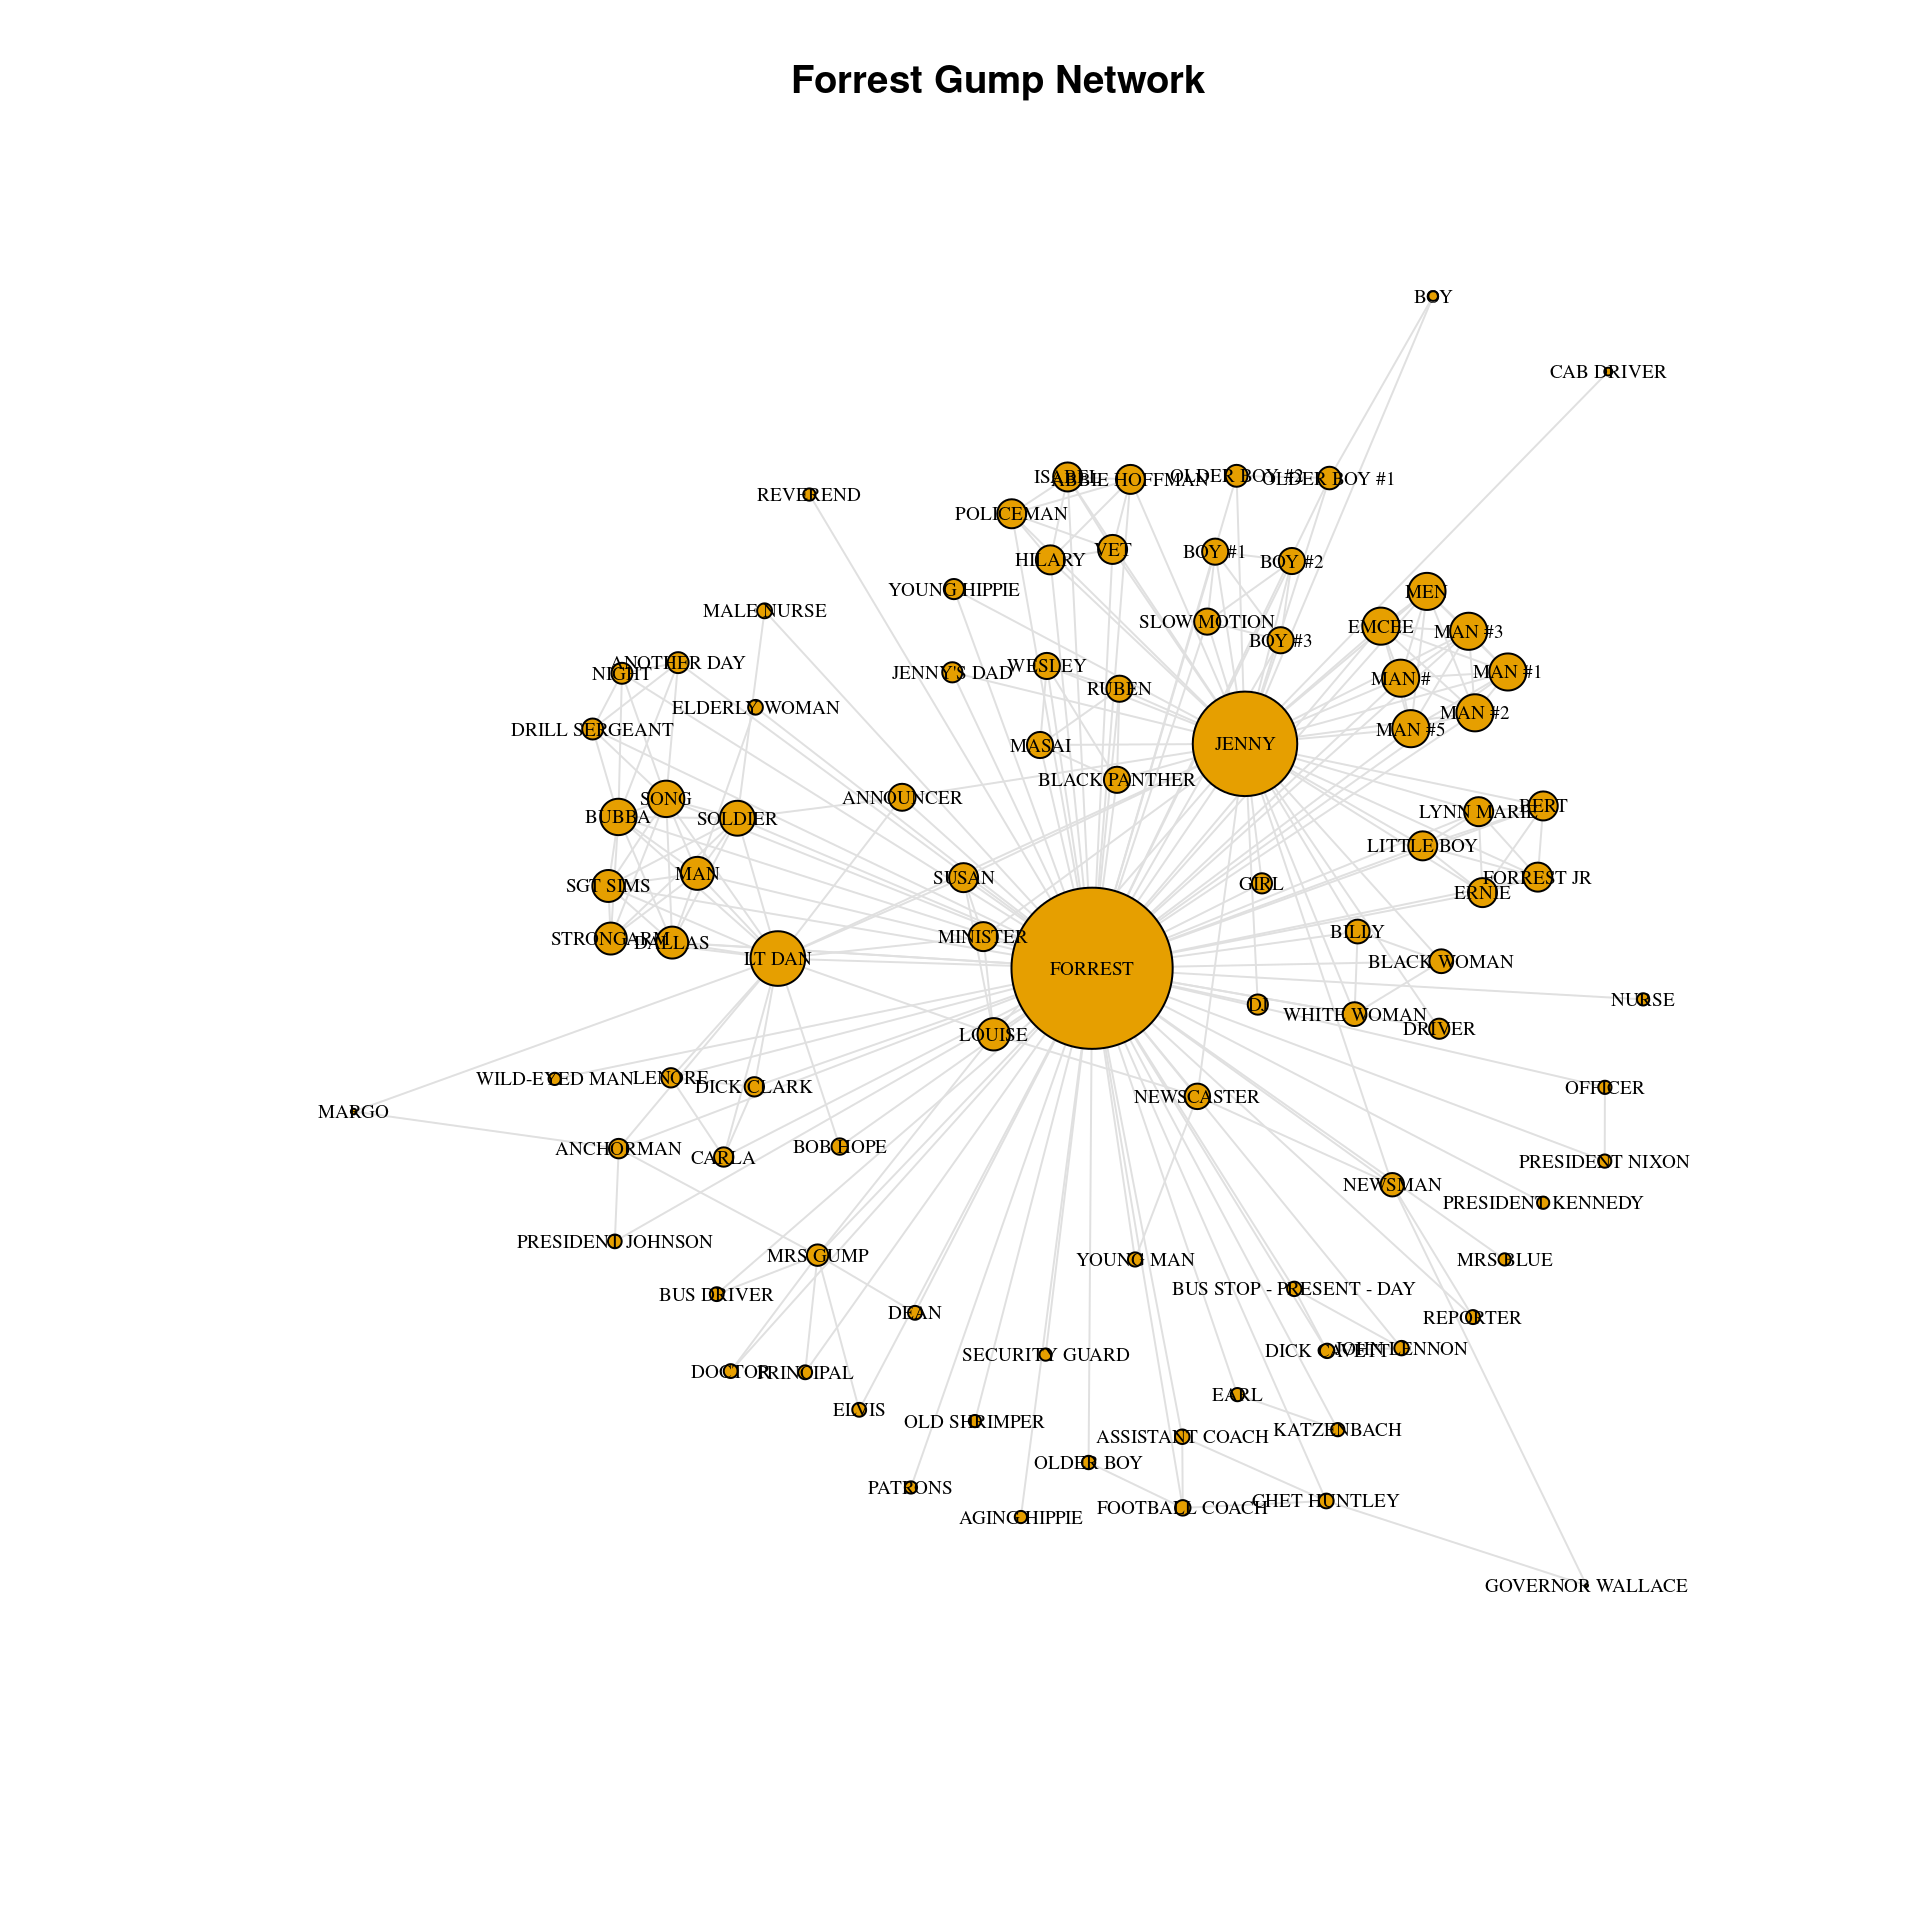 Forrest Gump Network
BOY
CAB DRIVER
ISABEL
ABBIE HOFFMAN
OLDER BOY #2
OLDER BOY #1
REVEREND
POLICEMAN
HILARY
VET
BOY #1
BOY #2
YOUNG HIPPIE
MEN
MALE NURSE
SLOW MOTION
EMCEE
MAN #3
BOY #3
ANOTHER DAY
NIGHT
JENNY'S DAD
WESLEY
MAN #
MAN #1
RUBEN
ELDERLY WOMAN
MAN #2
DRILL SERGEANT
MAN #5
MASAI
JENNY
BLACK PANTHER
SONG
ANNOUNCER
BERT
BUBBA
SOLDIER
LYNN MARIE
LITTLE BOY
MAN
SUSAN
GIRL
FORREST JR
SGT SIMS
ERNIE
STRONGARM
DALLAS
MINISTER
BILLY
LT DAN
FORREST
BLACK WOMAN
NURSE
DJ
WHITE WOMAN
DRIVER
LOUISE
WILD-EYED MAN
LENORE
DICK CLARK
OFFICER
NEWSCASTER
MARGO
ANCHORMAN
CARLA
BOB HOPE
PRESIDENT NIXON
NEWSMAN
PRESIDENT KENNEDY
PRESIDENT JOHNSON
MRS GUMP
YOUNG MAN
MRS BLUE
BUS DRIVER
BUS STOP - PRESENT - DAY
DEAN
REPORTER
SECURITY GUARD
DICK CAVETT
JOHN LENNON
DOCTOR
PRINCIPAL
EARL
ELVIS
OLD SHRIMPER
KATZENBACH
ASSISTANT COACH
OLDER BOY
PATRONS
CHET HUNTLEY
FOOTBALL COACH
AGING HIPPIE
GOVERNOR WALLACE